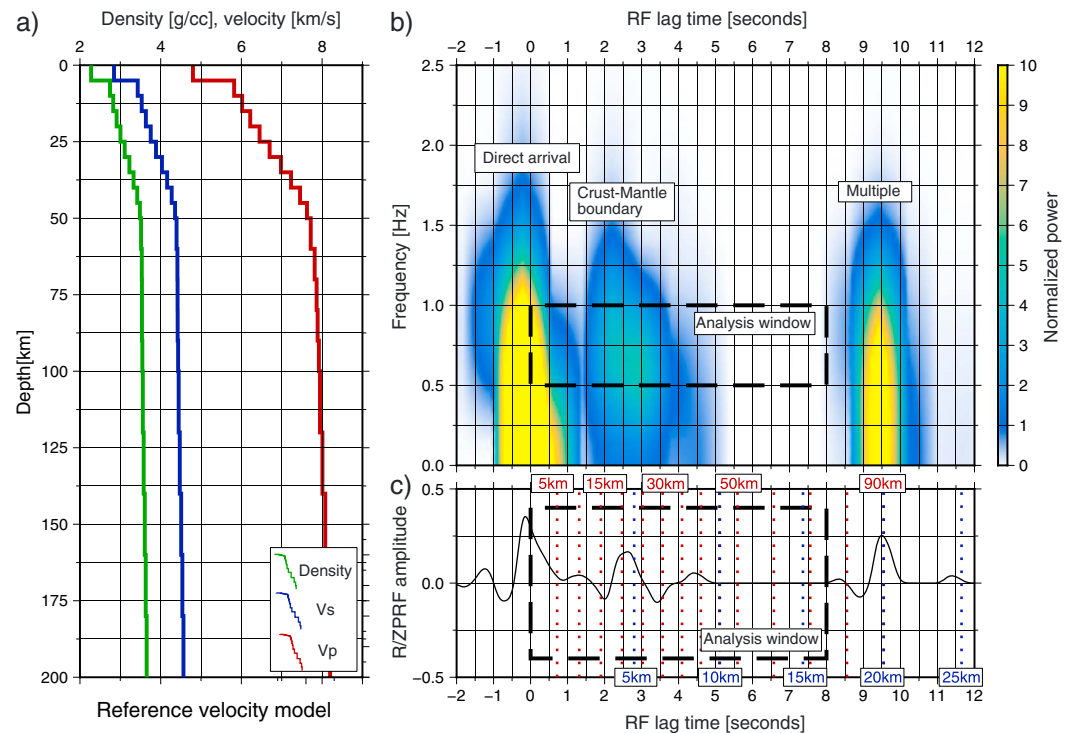 a)
Density [g/cc], velocity [km/s]
2 4 6 8
0
25
50
75
100
125
150
175
200
Depth[km]
Density
Vs
Vp
Reference velocity model
b)
RF lag time [seconds]
−2 −1 0 1 2 3 4 5 6 7 8 9 10 11 12
2.5
2.0
1.5
1.0
0.5
0.0
Frequency [Hz]
Direct arrival
Crust-Mantle
boundary
Multiple
Analysis window
10
9
8
7
6
5
4
3
2
1
0
Normalized power
c)
5km 15km 30km 50km 90km
0.5
0.0
−0.5
R/ZPRF amplitude
Analysis window
5km 10km 15km 20km 25km
−2 −1 0 1 2 3 4 5 6 7 8 9 10 11 12
RF lag time [seconds]